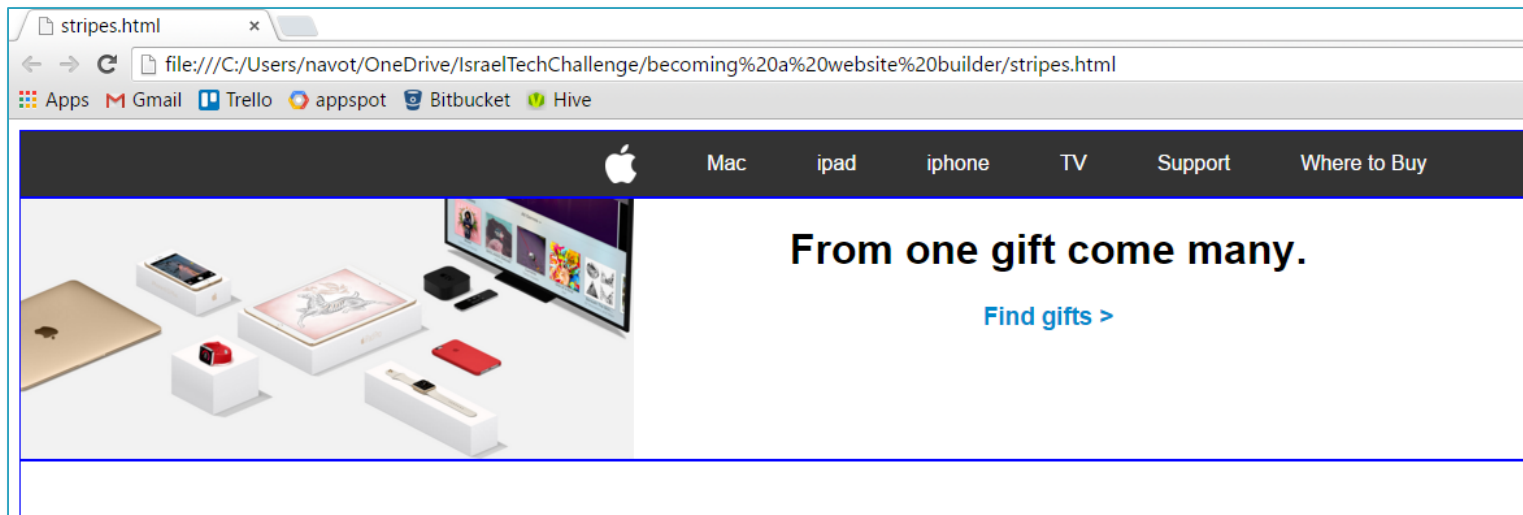 stripes.html ×
file:///C:/Users/navot/OneDrive/IsraelTechChallenge/becoming%20a%20website%20builder/stripes.html
Apps Gmail Trello appspot Bitbucket Hive
Mac ipad iphone TV Support Where to Buy
From one gift come many.
Find gifts >